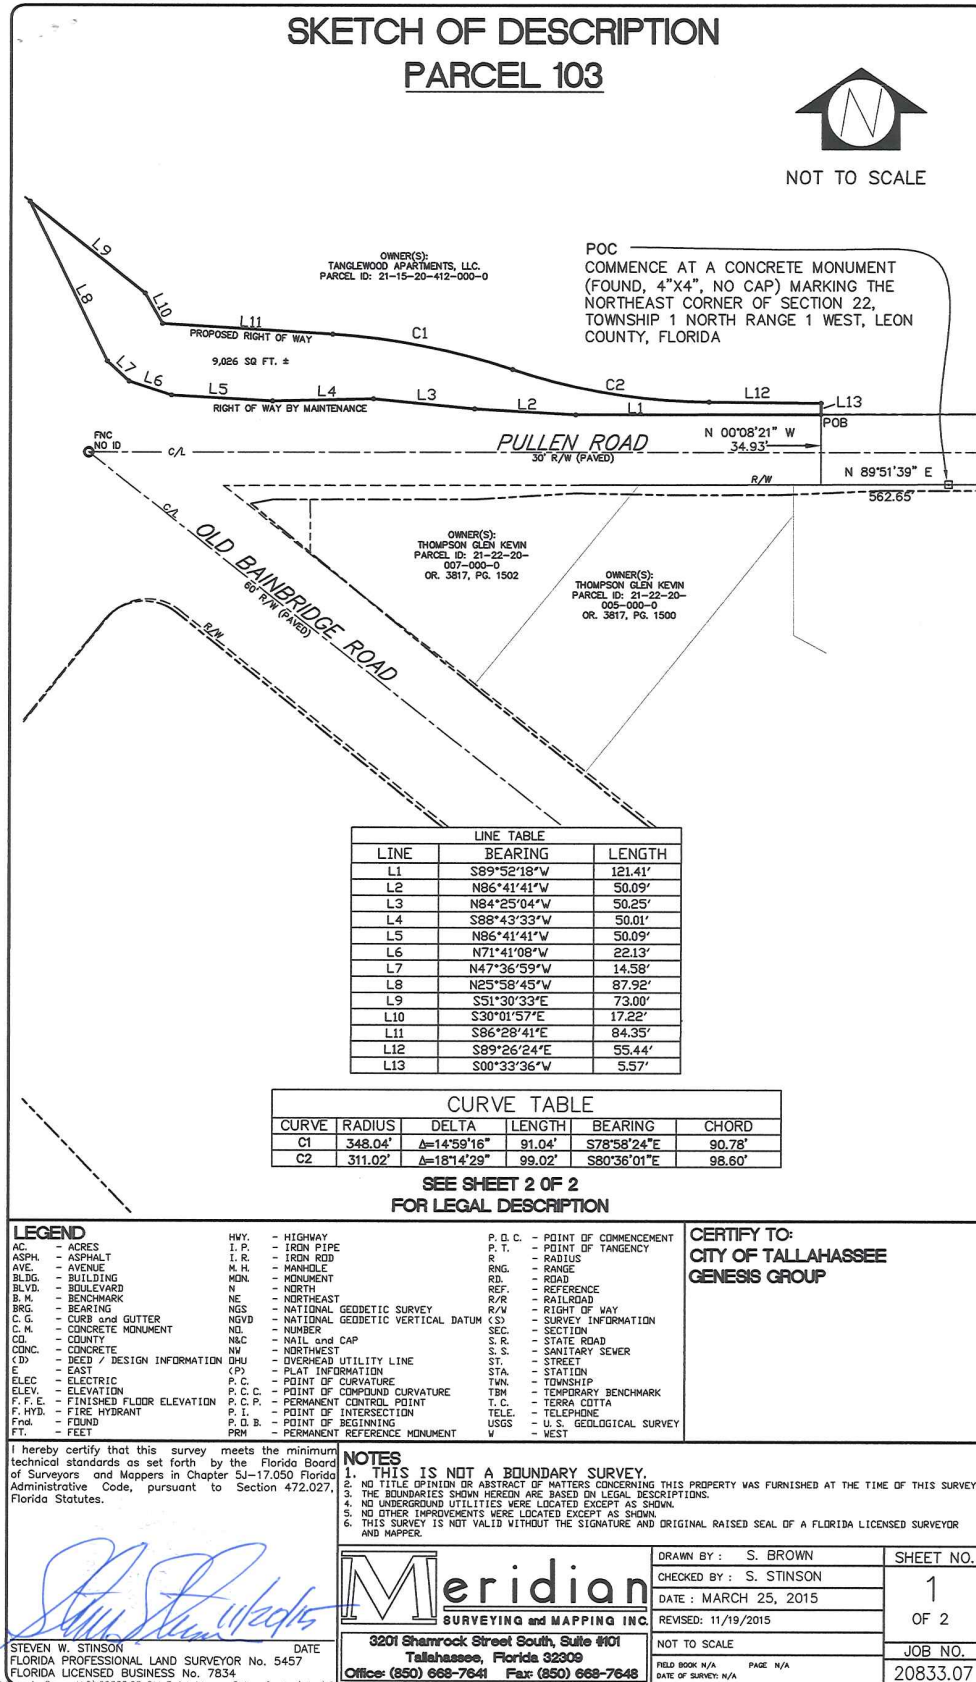 SKETCH OF DESCRIPTION
PARCEL 103
N
NOT TO SCALE
POC
COMMENCE AT A CONCRETE MONUMENT
(FOUND, 4"X4", NO CAP) MARKING THE
NORTHEAST CORNER OF SECTION 22,
TOWNSHIP 1 NORTH RANGE 1 WEST, LEON
COUNTY, FLORIDA
OWNER(S):
TANGLEWOOD APARTMENTS, LLC.
PARCEL ID: 21-15-20-412-000-0
L9
L8
L10
L11
PROPOSED RIGHT OF WAY
C1
9,026 SQ FT. ±
L7
L6
L5
L4
L3
C2
L12
L13
RIGHT OF WAY BY MAINTENANCE
L2
L1
POB
FNC
NO ID
C/L
PULLEN ROAD
30' R/W (PAVED)
N 00°08'21" W
34.93'
N 89°51'39" E
562.65'
R/W
C/L
OLD BAINBRIDGE ROAD
60' R/W (PAVED)
R/W
OWNER(S):
THOMPSON GLEN KEVIN
PARCEL ID: 21-22-20-
007-000-0
OR. 3817, PG. 1502
OWNER(S):
THOMPSON GLEN KEVIN
PARCEL ID: 21-22-20-
005-000-0
OR. 3817, PG. 1500
LINE TABLE
LINE BEARING LENGTH
L1 S89°52'18"W 121.41'
L2 N86°41'41"W 50.09'
L3 N84°25'04"W 50.25'
L4 S88°43'33"W 50.01'
L5 N86°41'41"W 50.09'
L6 N71°41'08"W 22.13'
L7 N47°36'59"W 14.58'
L8 N25°58'45"W 87.92'
L9 S51°30'33"E 73.00'
L10 S30°01'57"E 17.22'
L11 S86°28'41"E 84.35'
L12 S89°26'24"E 55.44'
L13 S00°33'36"W 5.57'
CURVE TABLE
CURVE RADIUS DELTA LENGTH BEARING CHORD
C1 348.04' Δ=14°59'16" 91.04' S78°58'24"E 90.78'
C2 311.02' Δ=18°14'29" 99.02' S80°36'01"E 98.60'
SEE SHEET 2 OF 2
FOR LEGAL DESCRIPTION
LEGEND
AC. - ACRES
ASPH. - ASPHALT
AVE. - AVENUE
BLDG. - BUILDING
BLVD. - BOULEVARD
B. M. - BENCHMARK
BRG. - BEARING
C. G. - CURB and GUTTER
C. M. - CONCRETE MONUMENT
CO. - COUNTY
CONC. - CONCRETE
(D) - DEED / DESIGN INFORMATION
E - EAST
ELEC - ELECTRIC
ELEV. - ELEVATION
F. F. E. - FINISHED FLOOR ELEVATION
F. HYD. - FIRE HYDRANT
Fnd. - FOUND
FT. - FEET
HWY. - HIGHWAY
I. P. - IRON PIPE
I. R. - IRON ROD
M. H. - MANHOLE
MON. - MONUMENT
N - NORTH
NE - NORTHEAST
NGS - NATIONAL GEODETIC SURVEY
NGVD - NATIONAL GEODETIC VERTICAL DATUM
NO. - NUMBER
N&C - NAIL and CAP
NW - NORTHWEST
OHU - OVERHEAD UTILITY LINE
(P) - PLAT INFORMATION
P. C. - POINT OF CURVATURE
P. C. C. - POINT OF COMPOUND CURVATURE
P. C. P. - PERMANENT CONTROL POINT
P. I. - POINT OF INTERSECTION
P. O. B. - POINT OF BEGINNING
PRM - PERMANENT REFERENCE MONUMENT
P. O. C. - POINT OF COMMENCEMENT
P. T. - POINT OF TANGENCY
R - RADIUS
RNG. - RANGE
RD. - ROAD
REF. - REFERENCE
R/R - RAILROAD
R/W - RIGHT OF WAY
(S) - SURVEY INFORMATION
SEC. - SECTION
S. R. - STATE ROAD
S. S. - SANITARY SEWER
ST. - STREET
STA. - STATION
TWN. - TOWNSHIP
TBM - TEMPORARY BENCHMARK
T. C. - TERRA COTTA
TELE. - TELEPHONE
USGS - U. S. GEOLOGICAL SURVEY
W - WEST
CERTIFY TO:
CITY OF TALLAHASSEE
GENESIS GROUP
I hereby certify that this survey meets the minimum
technical standards as set forth by the Florida Board
of Surveyors and Mappers in Chapter 5J-17.050 Florida
Administrative Code, pursuant to Section 472.027,
Florida Statutes.
11/20/15
STEVEN W. STINSON DATE
FLORIDA PROFESSIONAL LAND SURVEYOR No. 5457
FLORIDA LICENSED BUSINESS No. 7834
NOTES
1. THIS IS NOT A BOUNDARY SURVEY.
2. NO TITLE OPINION OR ABSTRACT OF MATTERS CONCERNING THIS PROPERTY WAS FURNISHED AT THE TIME OF THIS SURVEY
3. THE BOUNDARIES SHOWN HEREON ARE BASED ON LEGAL DESCRIPTIONS.
4. NO UNDERGROUND UTILITIES WERE LOCATED EXCEPT AS SHOWN.
5. NO OTHER IMPROVEMENTS WERE LOCATED EXCEPT AS SHOWN.
6. THIS SURVEY IS NOT VALID WITHOUT THE SIGNATURE AND ORIGINAL RAISED SEAL OF A FLORIDA LICENSED SURVEYOR
AND MAPPER.
Meridian
SURVEYING and MAPPING INC.
3201 Shamrock Street South, Suite #101
Tallahassee, Florida 32309
Office: (850) 668-7641 Fax: (850) 668-7648
DRAWN BY : S. BROWN
CHECKED BY : S. STINSON
DATE : MARCH 25, 2015
REVISED: 11/19/2015
NOT TO SCALE
FIELD BOOK N/A PAGE N/A
DATE OF SURVEY: N/A
SHEET NO.
1
OF 2
JOB NO.
20833.07